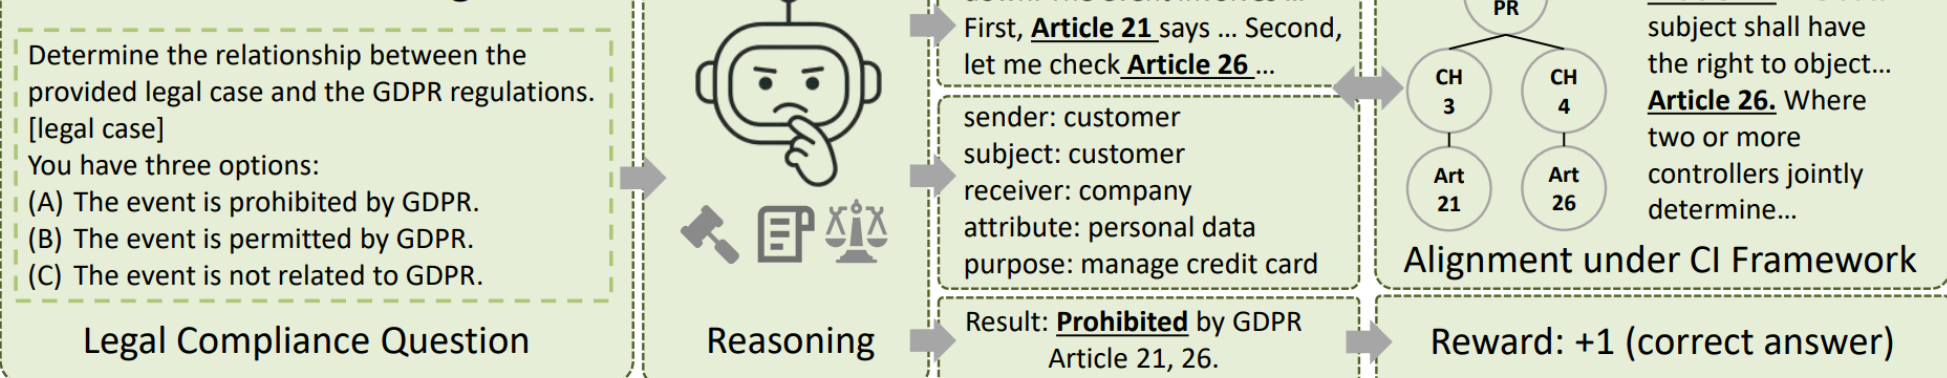 Determine the relationship between the
provided legal case and the GDPR regulations.
[legal case]
You have three options:
(A) The event is prohibited by GDPR.
(B) The event is permitted by GDPR.
(C) The event is not related to GDPR.
Legal Compliance Question
Reasoning
First, Article 21 says ... Second,
let me check Article 26 ...
sender: customer
subject: customer
receiver: company
attribute: personal data
purpose: manage credit card
Result: Prohibited by GDPR
Article 21, 26.
PR
CH
3
CH
4
Art
21
Art
26
subject shall have
the right to object...
Article 26. Where
two or more
controllers jointly
determine...
Alignment under CI Framework
Reward: +1 (correct answer)